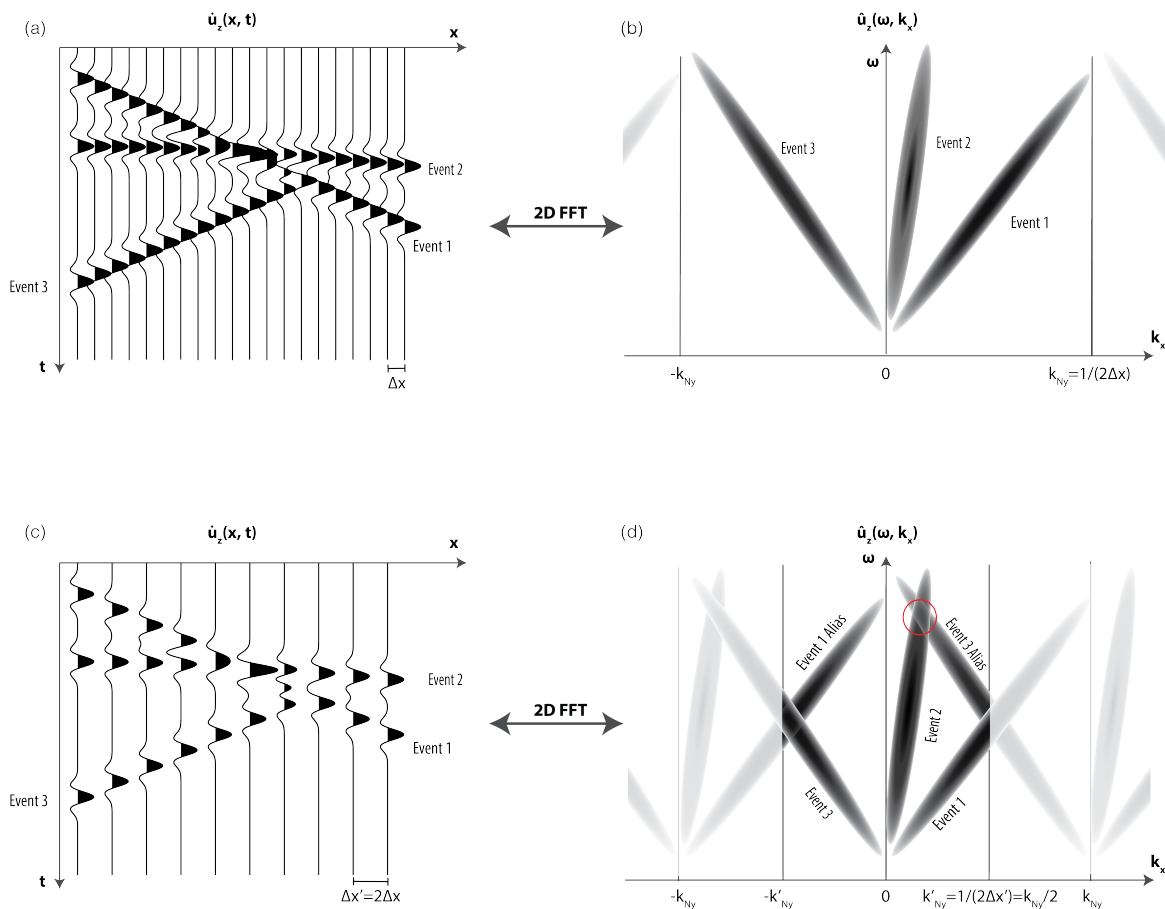 (a)
u̇z(x, t)
x
Event 2
Event 1
Event 3
t
Δx
2D FFT
(b)
ûz(ω, kx)
ω
Event 3
Event 2
Event 1
kx
-kNy
0
kNy=1/(2Δx)
(c)
u̇z(x, t)
x
Event 2
Event 1
Event 3
t
Δx'=2Δx
2D FFT
(d)
ûz(ω, kx)
ω
Event 1 Alias
Event 3 Alias
Event 2
Event 3
Event 1
kx
-kNy
-k'Ny
0
k'Ny=1/(2Δx')=kNy/2
kNy